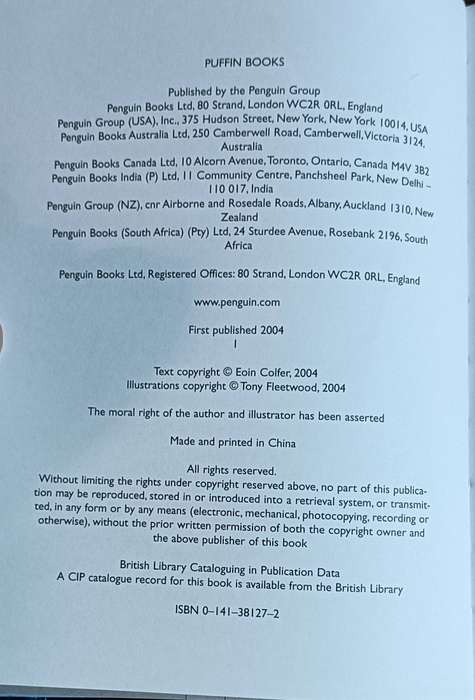 PUFFIN BOOKS
Published by the Penguin Group
Penguin Books Ltd, 80 Strand, London WC2R 0RL, England
Penguin Group (USA), Inc., 375 Hudson Street, New York, New York 10014, USA
Penguin Books Australia Ltd, 250 Camberwell Road, Camberwell, Victoria 3124,
Australia
Penguin Books Canada Ltd, 10 Alcorn Avenue, Toronto, Ontario, Canada M4V 3B2
Penguin Books India (P) Ltd, 11 Community Centre, Panchsheel Park, New Delhi –
110 017, India
Penguin Group (NZ), cnr Airborne and Rosedale Roads, Albany, Auckland 1310, New
Zealand
Penguin Books (South Africa) (Pty) Ltd, 24 Sturdee Avenue, Rosebank 2196, South
Africa
Penguin Books Ltd, Registered Offices: 80 Strand, London WC2R 0RL, England
www.penguin.com
First published 2004
1
Text copyright © Eoin Colfer, 2004
Illustrations copyright © Tony Fleetwood, 2004
The moral right of the author and illustrator has been asserted
Made and printed in China
All rights reserved.
Without limiting the rights under copyright reserved above, no part of this publica-
tion may be reproduced, stored in or introduced into a retrieval system, or transmit-
ted, in any form or by any means (electronic, mechanical, photocopying, recording or
otherwise), without the prior written permission of both the copyright owner and
the above publisher of this book
British Library Cataloguing in Publication Data
A CIP catalogue record for this book is available from the British Library
ISBN 0–141–38127–2